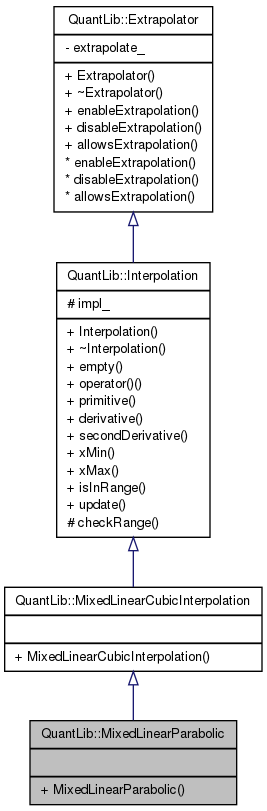 QuantLib::Extrapolator
- extrapolate_
+ Extrapolator()
+ ~Extrapolator()
+ enableExtrapolation()
+ disableExtrapolation()
+ allowsExtrapolation()
* enableExtrapolation()
* disableExtrapolation()
* allowsExtrapolation()
QuantLib::Interpolation
# impl_
+ Interpolation()
+ ~Interpolation()
+ empty()
+ operator()()
+ primitive()
+ derivative()
+ secondDerivative()
+ xMin()
+ xMax()
+ isInRange()
+ update()
# checkRange()
QuantLib::MixedLinearCubicInterpolation
+ MixedLinearCubicInterpolation()
QuantLib::MixedLinearParabolic
+ MixedLinearParabolic()